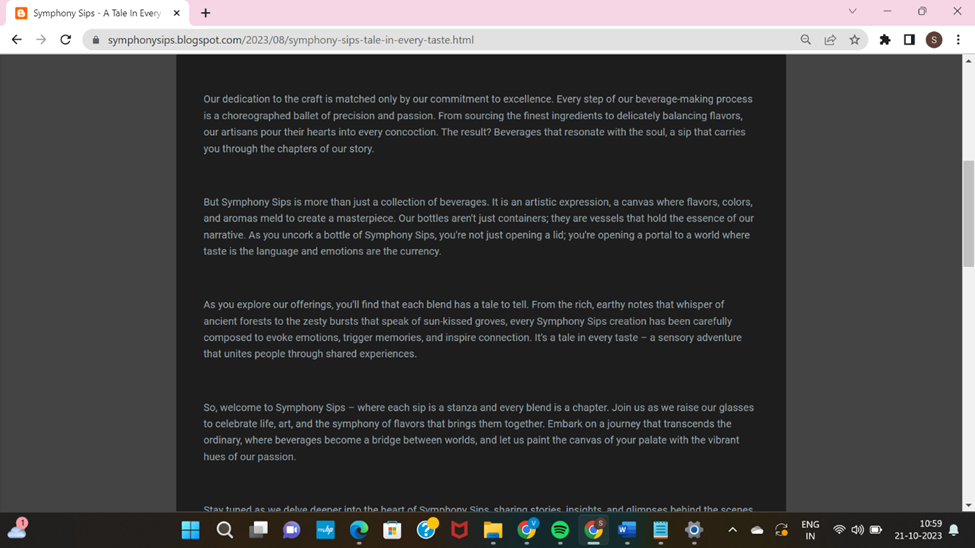 Symphony Sips - A Tale In Every
symphonysips.blogspot.com/2023/08/symphony-sips-tale-in-every-taste.html
S
Our dedication to the craft is matched only by our commitment to excellence. Every step of our beverage-making process
is a choreographed ballet of precision and passion. From sourcing the finest ingredients to delicately balancing flavors,
our artisans pour their hearts into every concoction. The result? Beverages that resonate with the soul, a sip that carries
you through the chapters of our story.
But Symphony Sips is more than just a collection of beverages. It is an artistic expression, a canvas where flavors, colors,
and aromas meld to create a masterpiece. Our bottles aren't just containers; they are vessels that hold the essence of our
narrative. As you uncork a bottle of Symphony Sips, you're not just opening a lid; you're opening a portal to a world where
taste is the language and emotions are the currency.
As you explore our offerings, you'll find that each blend has a tale to tell. From the rich, earthy notes that whisper of
ancient forests to the zesty bursts that speak of sun-kissed groves, every Symphony Sips creation has been carefully
composed to evoke emotions, trigger memories, and inspire connection. It's a tale in every taste – a sensory adventure
that unites people through shared experiences.
So, welcome to Symphony Sips – where each sip is a stanza and every blend is a chapter. Join us as we raise our glasses
to celebrate life, art, and the symphony of flavors that brings them together. Embark on a journey that transcends the
ordinary, where beverages become a bridge between worlds, and let us paint the canvas of your palate with the vibrant
hues of our passion.
Stay tuned as we delve deeper into the heart of Symphony Sips, sharing stories, insights, and glimpses behind the scenes
1
hp
V
S
W
ENG
IN
10:59
21-10-2023